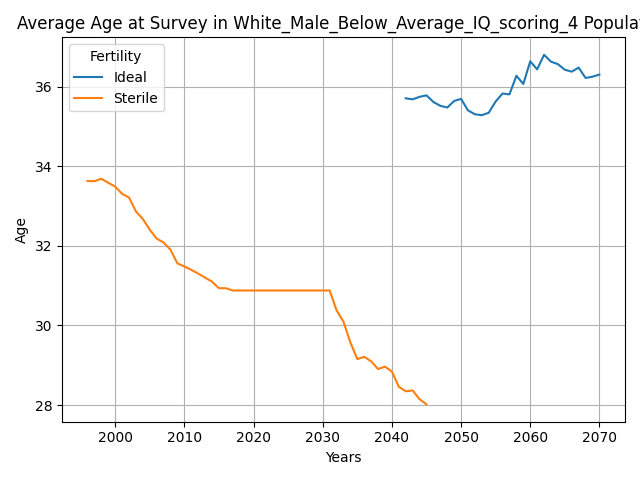 Average Age at Survey in White_Male_Below_Average_IQ_scoring_4 Popula
Fertility
Ideal
Sterile
Age
36
34
32
30
28
2000 2010 2020 2030 2040 2050 2060 2070
Years